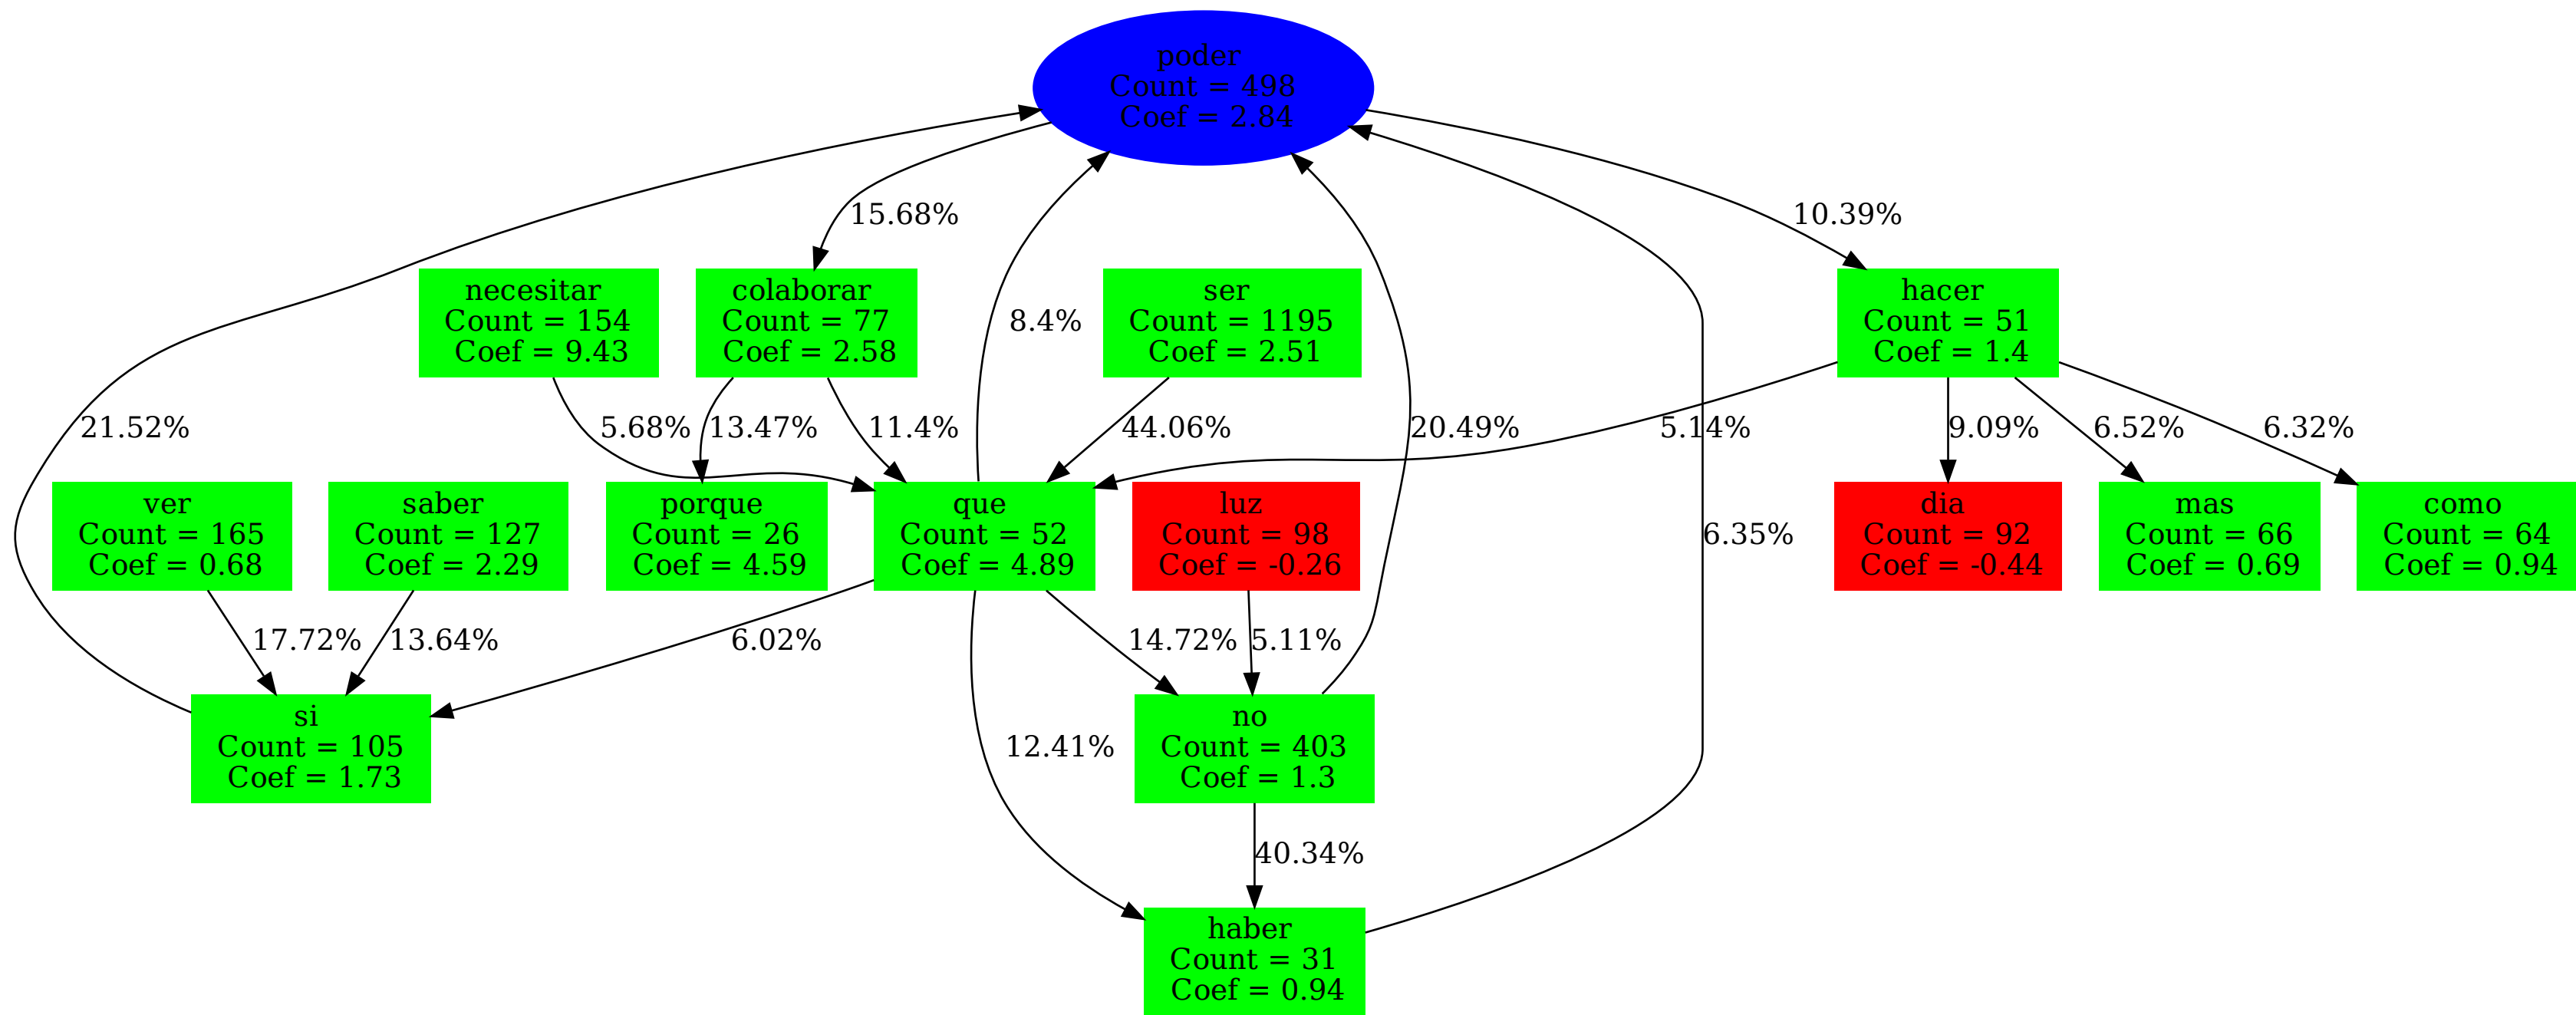 poder
Count = 498
Coef = 2.84
15.68%
10.39%
necesitar
Count = 154
Coef = 9.43
colaborar
Count = 77
Coef = 2.58
8.4%
ser
Count = 1195
Coef = 2.51
hacer
Count = 51
Coef = 1.4
21.52%
5.68%
13.47%
11.4%
44.06%
20.49%
5.14%
9.09%
6.52%
6.32%
ver
Count = 165
Coef = 0.68
saber
Count = 127
Coef = 2.29
porque
Count = 26
Coef = 4.59
que
Count = 52
Coef = 4.89
luz
Count = 98
Coef = -0.26
6.35%
dia
Count = 92
Coef = -0.44
mas
Count = 66
Coef = 0.69
como
Count = 64
Coef = 0.94
17.72%
13.64%
6.02%
14.72%
5.11%
si
Count = 105
Coef = 1.73
12.41%
no
Count = 403
Coef = 1.3
40.34%
haber
Count = 31
Coef = 0.94